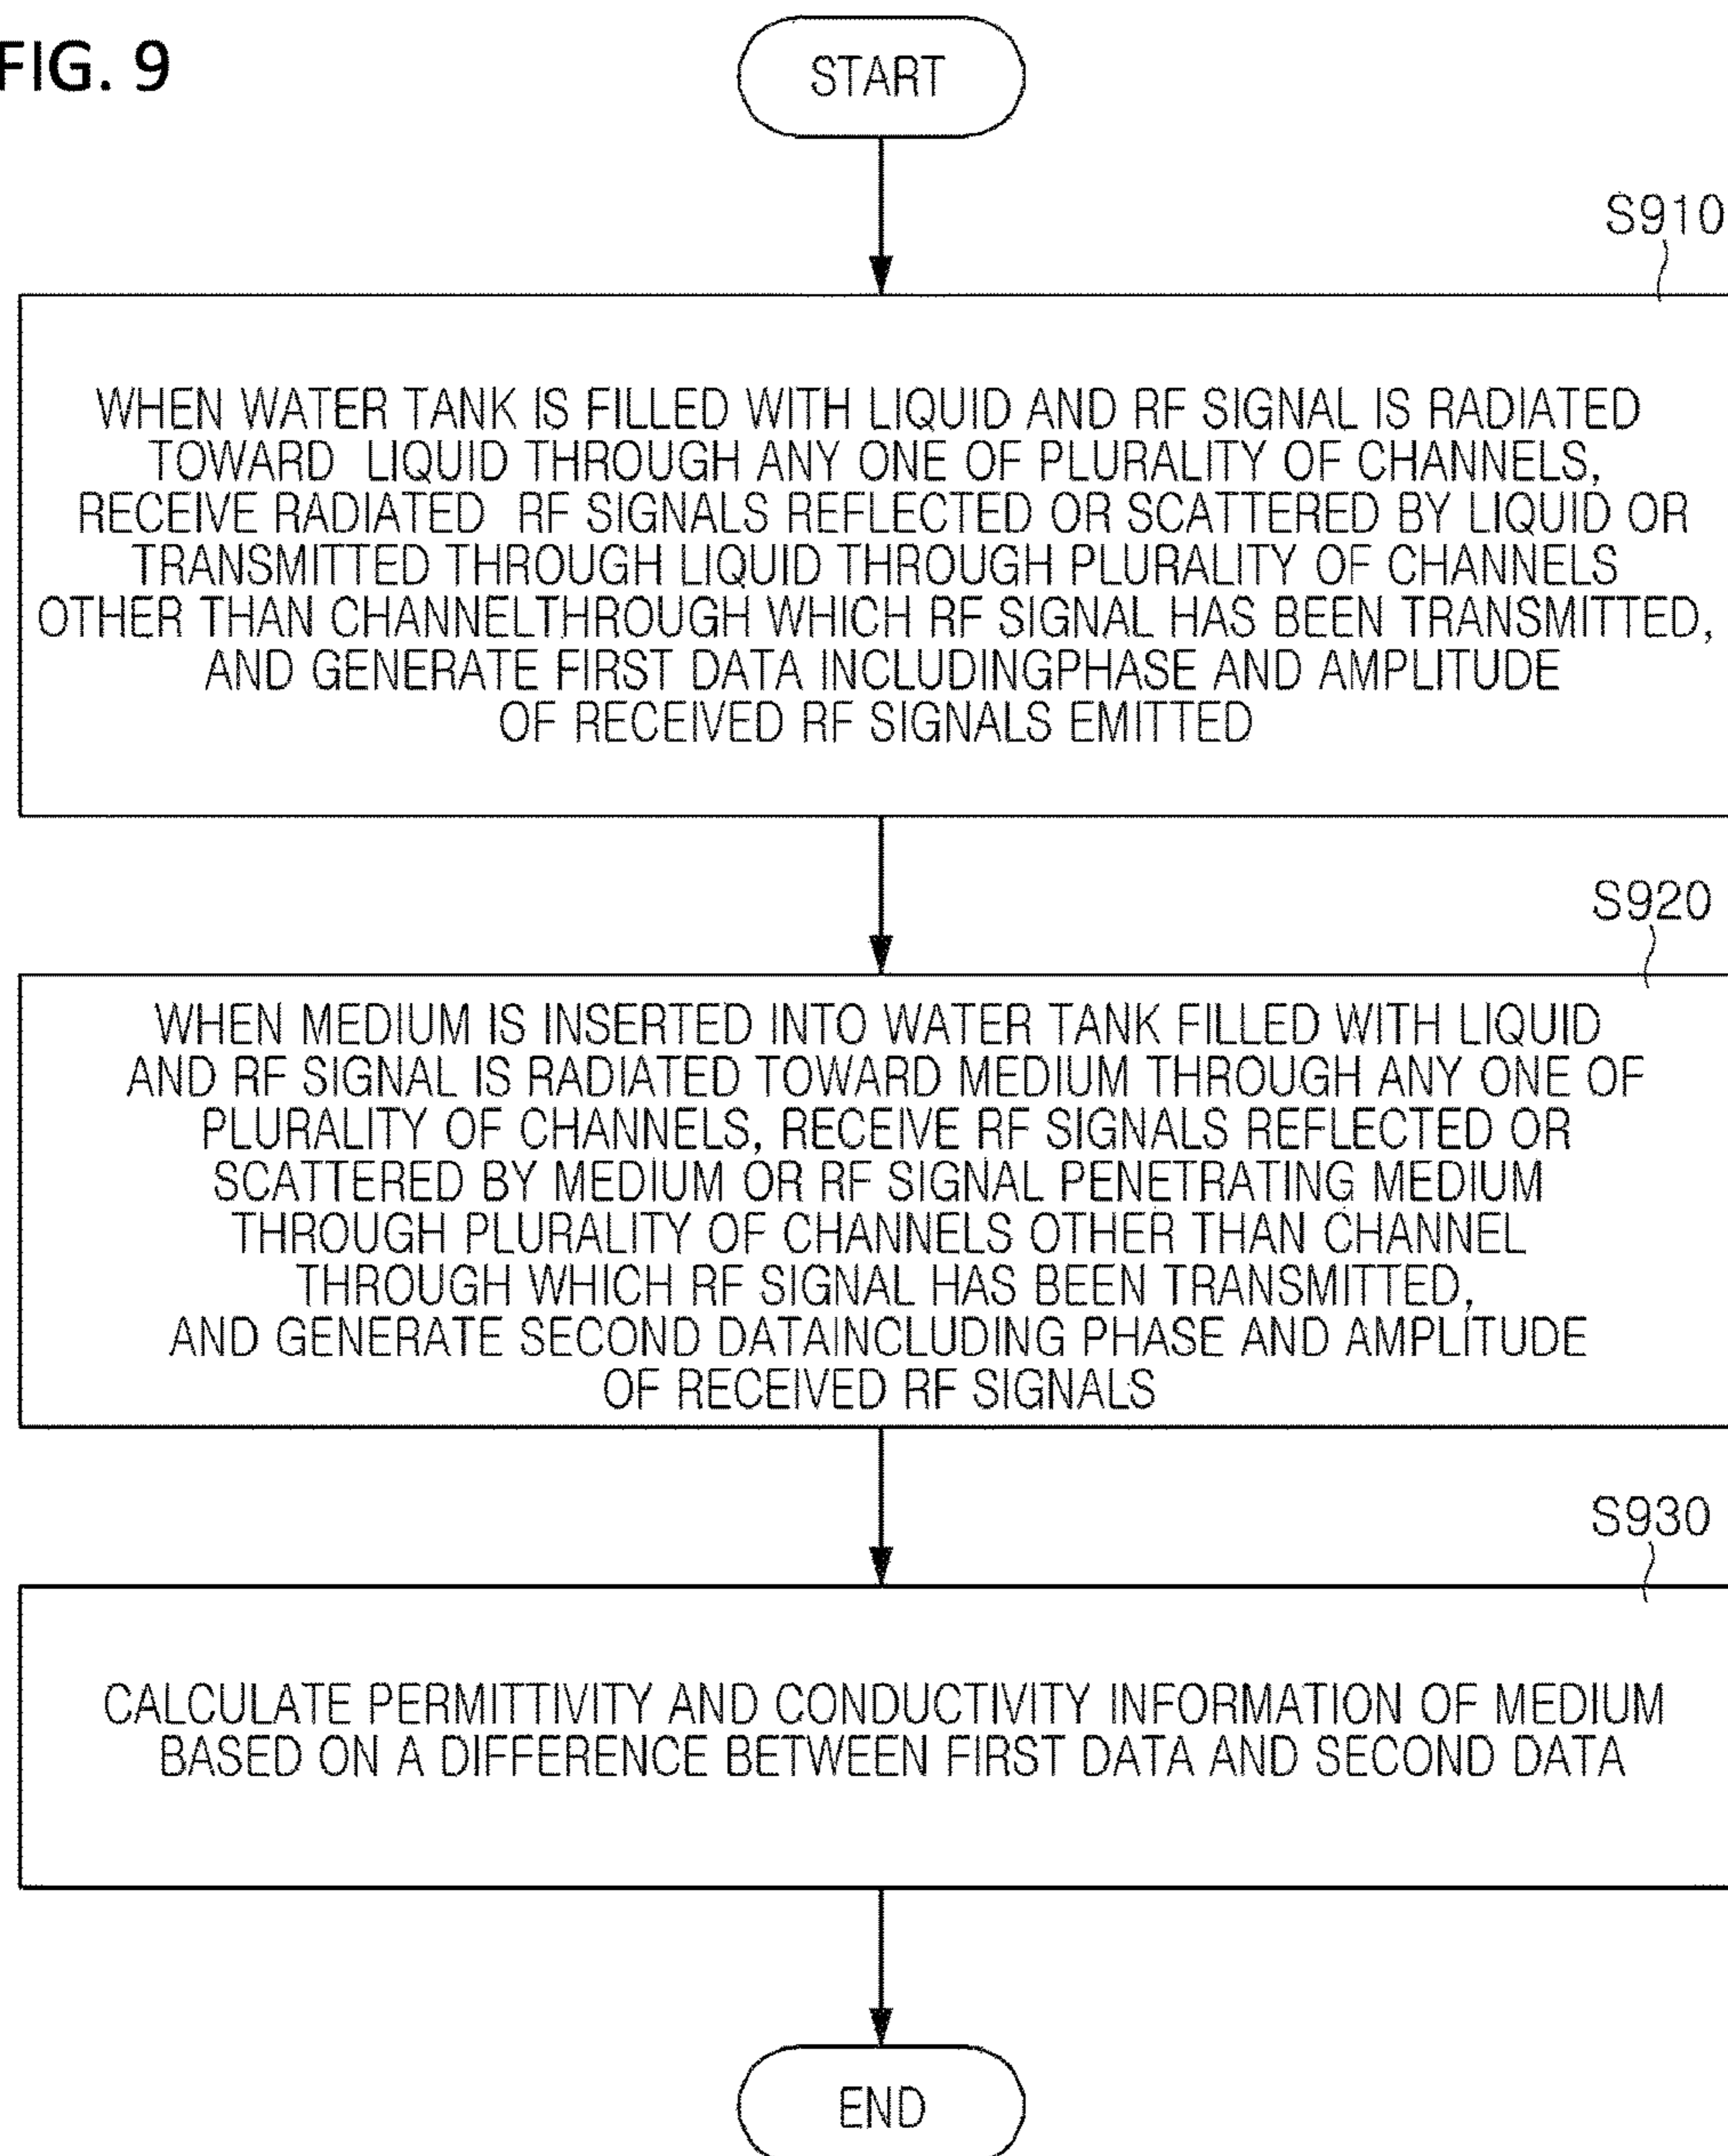 FIG. 9
START
S910
WHEN WATER TANK IS FILLED WITH LIQUID AND RF SIGNAL IS RADIATED
TOWARD LIQUID THROUGH ANY ONE OF PLURALITY OF CHANNELS,
RECEIVE RADIATED RF SIGNALS REFLECTED OR SCATTERED BY LIQUID OR
TRANSMITTED THROUGH LIQUID THROUGH PLURALITY OF CHANNELS
OTHER THAN CHANNELTHROUGH WHICH RF SIGNAL HAS BEEN TRANSMITTED,
AND GENERATE FIRST DATA INCLUDINGPHASE AND AMPLITUDE
OF RECEIVED RF SIGNALS EMITTED
S920
WHEN MEDIUM IS INSERTED INTO WATER TANK FILLED WITH LIQUID
AND RF SIGNAL IS RADIATED TOWARD MEDIUM THROUGH ANY ONE OF
PLURALITY OF CHANNELS, RECEIVE RF SIGNALS REFLECTED OR
SCATTERED BY MEDIUM OR RF SIGNAL PENETRATING MEDIUM
THROUGH PLURALITY OF CHANNELS OTHER THAN CHANNEL
THROUGH WHICH RF SIGNAL HAS BEEN TRANSMITTED,
AND GENERATE SECOND DATAINCLUDING PHASE AND AMPLITUDE
OF RECEIVED RF SIGNALS
S930
CALCULATE PERMITTIVITY AND CONDUCTIVITY INFORMATION OF MEDIUM
BASED ON A DIFFERENCE BETWEEN FIRST DATA AND SECOND DATA
END